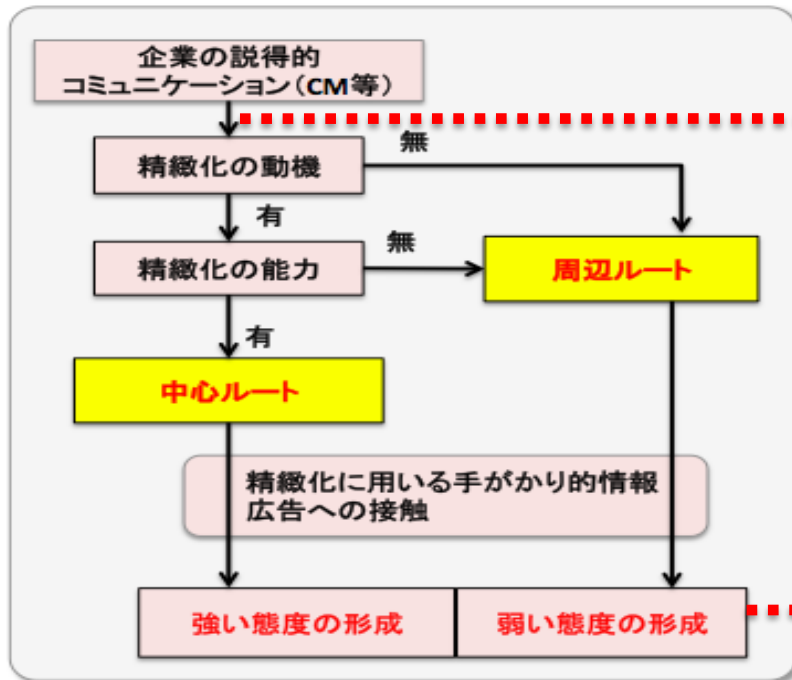 企業の説得的
コミュニケーション（CM等）
無
精緻化の動機
有
無
精緻化の能力
周辺ルート
有
中心ルート
精緻化に用いる手がかり的情報
広告への接触
強い態度の形成
弱い態度の形成